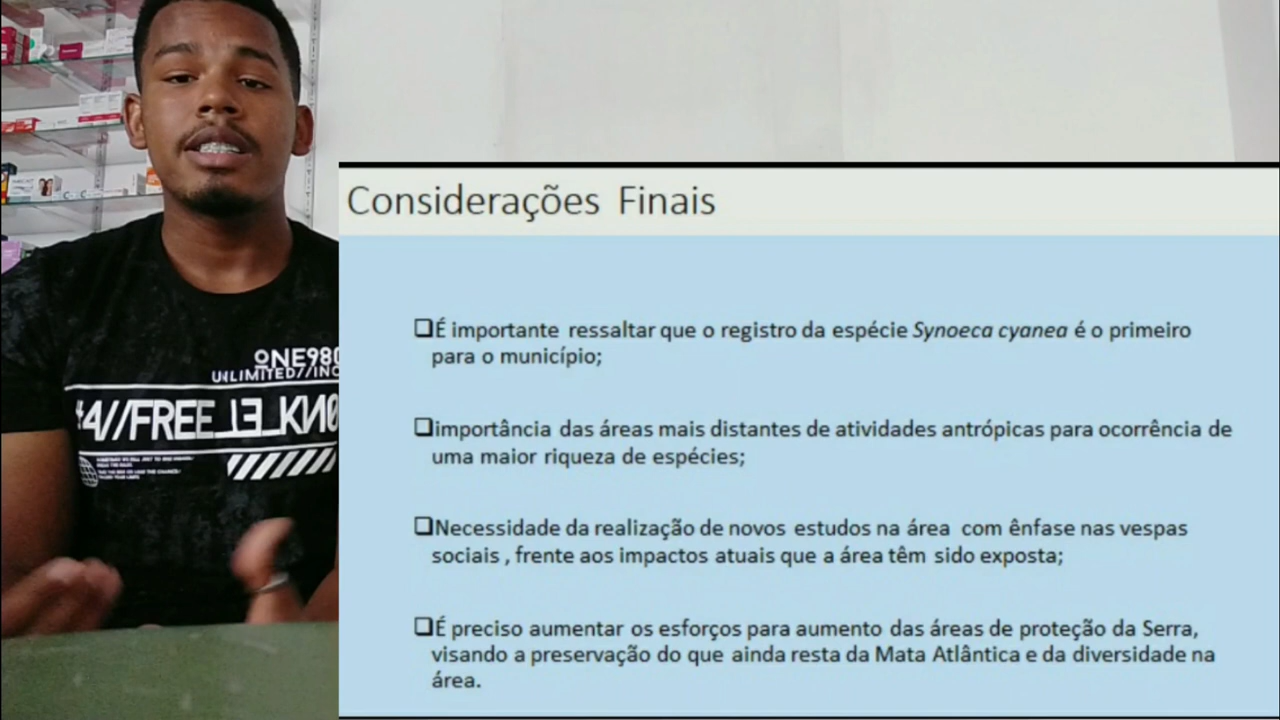 Considerações Finais
❑É importante ressaltar que o registro da espécie Synoeca cyanea é o primeiro
para o município;
❑importância das áreas mais distantes de atividades antrópicas para ocorrência de
uma maior riqueza de espécies;
❑Necessidade da realização de novos estudos na área com ênfase nas vespas
sociais , frente aos impactos atuais que a área têm sido exposta;
❑É preciso aumentar os esforços para aumento das áreas de proteção da Serra,
visando a preservação do que ainda resta da Mata Atlântica e da diversidade na
área.
ONE980
UNLIMITED//INC